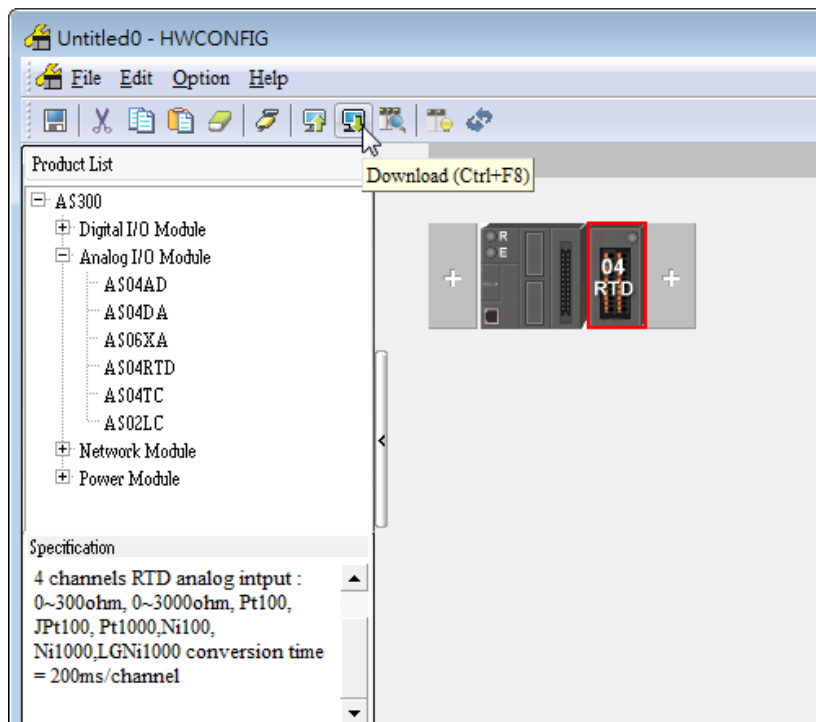 Untitled0 - HWCONFIG
File Edit Option Help
Download (Ctrl+F8)
Product List
AS300
Digital I/O Module
Analog I/O Module
AS04AD
AS04DA
AS06XA
AS04RTD
AS04TC
AS02LC
Network Module
Power Module
R
E
04
RTD
+
+
Specification
4 channels RTD analog intput :
0~300ohm, 0~3000ohm, Pt100,
JPt100, Pt1000,Ni100,
Ni1000,LGNi1000 conversion time
= 200ms/channel